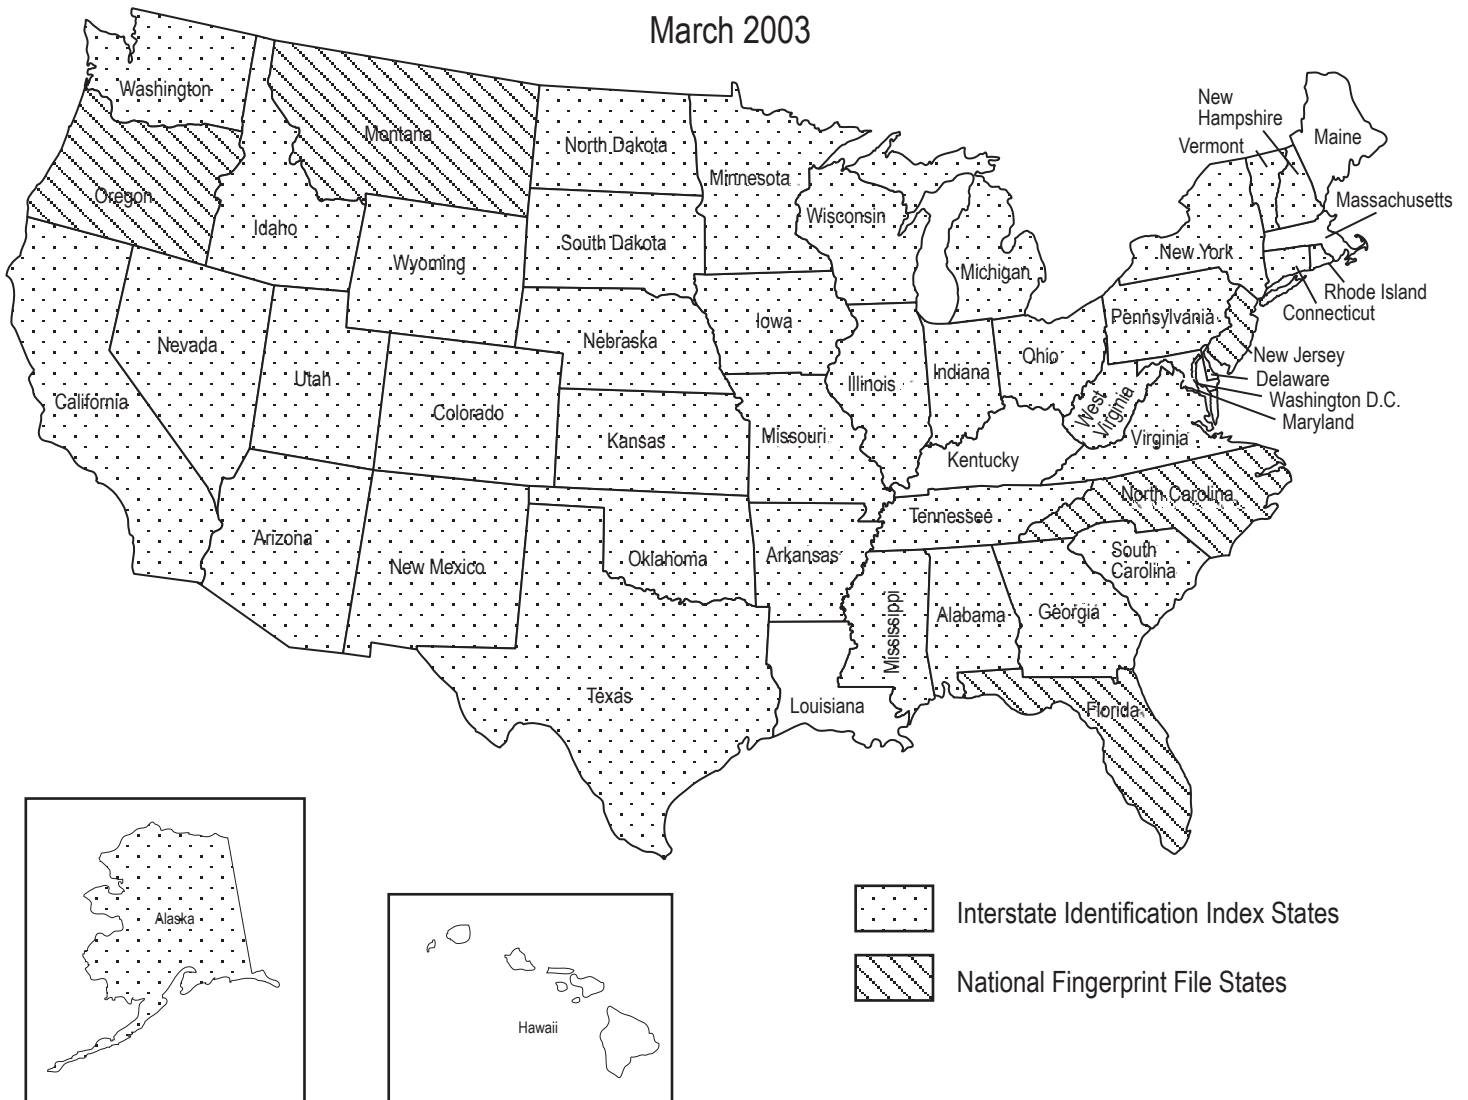 March 2003
Washington
Montana
North Dakota
Minnesota
New
Hampshire
Vermont
Maine
Oregon
Idaho
Wyoming
South Dakota
Wisconsin
Michigan
New York
Massachusetts
Rhode Island
Connecticut
Nevada
Utah
Nebraska
Iowa
Pennsylvania
New Jersey
Delaware
Washington D.C.
Maryland
California
Colorado
Kansas
Missouri
Illinois
Indiana
Ohio
West
Virginia
Virginia
Kentucky
North Carolina
Tennessee
Arizona
New Mexico
Oklahoma
Arkansas
South
Carolina
Mississippi
Alabama
Georgia
Texas
Louisiana
Florida
Alaska
Hawaii
Interstate Identification Index States
National Fingerprint File States